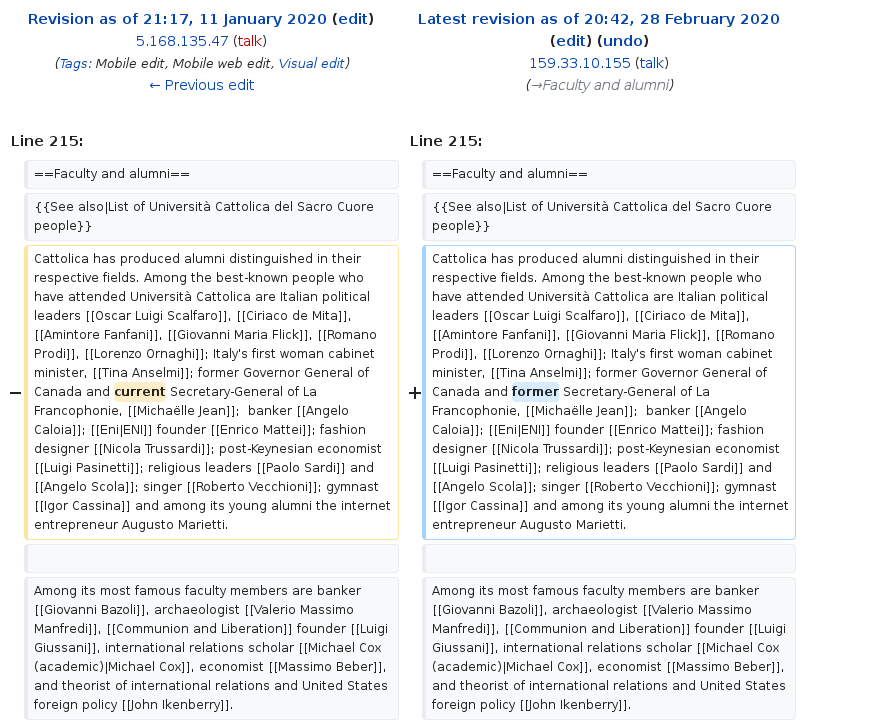 Revision as of 21:17, 11 January 2020 (edit)
5.168.135.47 (talk)
(Tags: Mobile edit, Mobile web edit, Visual edit)
← Previous edit
Latest revision as of 20:42, 28 February 2020
(edit) (undo)
159.33.10.155 (talk)
(→Faculty and alumni)
Line 215:
==Faculty and alumni==
{{See also|List of Università Cattolica del Sacro Cuore
people}}
− Cattolica has produced alumni distinguished in their
respective fields. Among the best-known people who
have attended Università Cattolica are Italian political
leaders [[Oscar Luigi Scalfaro]], [[Ciriaco de Mita]],
[[Amintore Fanfani]], [[Giovanni Maria Flick]], [[Romano
Prodi]], [[Lorenzo Ornaghi]]; Italy's first woman cabinet
minister, [[Tina Anselmi]]; former Governor General of
Canada and current Secretary-General of La
Francophonie, [[Michaëlle Jean]];  banker [[Angelo
Caloia]]; [[Eni|ENI]] founder [[Enrico Mattei]]; fashion
designer [[Nicola Trussardi]]; post-Keynesian economist
[[Luigi Pasinetti]]; religious leaders [[Paolo Sardi]] and
[[Angelo Scola]]; singer [[Roberto Vecchioni]]; gymnast
[[Igor Cassina]] and among its young alumni the internet
entrepreneur Augusto Marietti.
Among its most famous faculty members are banker
[[Giovanni Bazoli]], archaeologist [[Valerio Massimo
Manfredi]], [[Communion and Liberation]] founder [[Luigi
Giussani]], international relations scholar [[Michael Cox
(academic)|Michael Cox]], economist [[Massimo Beber]],
and theorist of international relations and United States
foreign policy [[John Ikenberry]].
Line 215:
==Faculty and alumni==
{{See also|List of Università Cattolica del Sacro Cuore
people}}
+ Cattolica has produced alumni distinguished in their
respective fields. Among the best-known people who
have attended Università Cattolica are Italian political
leaders [[Oscar Luigi Scalfaro]], [[Ciriaco de Mita]],
[[Amintore Fanfani]], [[Giovanni Maria Flick]], [[Romano
Prodi]], [[Lorenzo Ornaghi]]; Italy's first woman cabinet
minister, [[Tina Anselmi]]; former Governor General of
Canada and former Secretary-General of La
Francophonie, [[Michaëlle Jean]];  banker [[Angelo
Caloia]]; [[Eni|ENI]] founder [[Enrico Mattei]]; fashion
designer [[Nicola Trussardi]]; post-Keynesian economist
[[Luigi Pasinetti]]; religious leaders [[Paolo Sardi]] and
[[Angelo Scola]]; singer [[Roberto Vecchioni]]; gymnast
[[Igor Cassina]] and among its young alumni the internet
entrepreneur Augusto Marietti.
Among its most famous faculty members are banker
[[Giovanni Bazoli]], archaeologist [[Valerio Massimo
Manfredi]], [[Communion and Liberation]] founder [[Luigi
Giussani]], international relations scholar [[Michael Cox
(academic)|Michael Cox]], economist [[Massimo Beber]],
and theorist of international relations and United States
foreign policy [[John Ikenberry]].